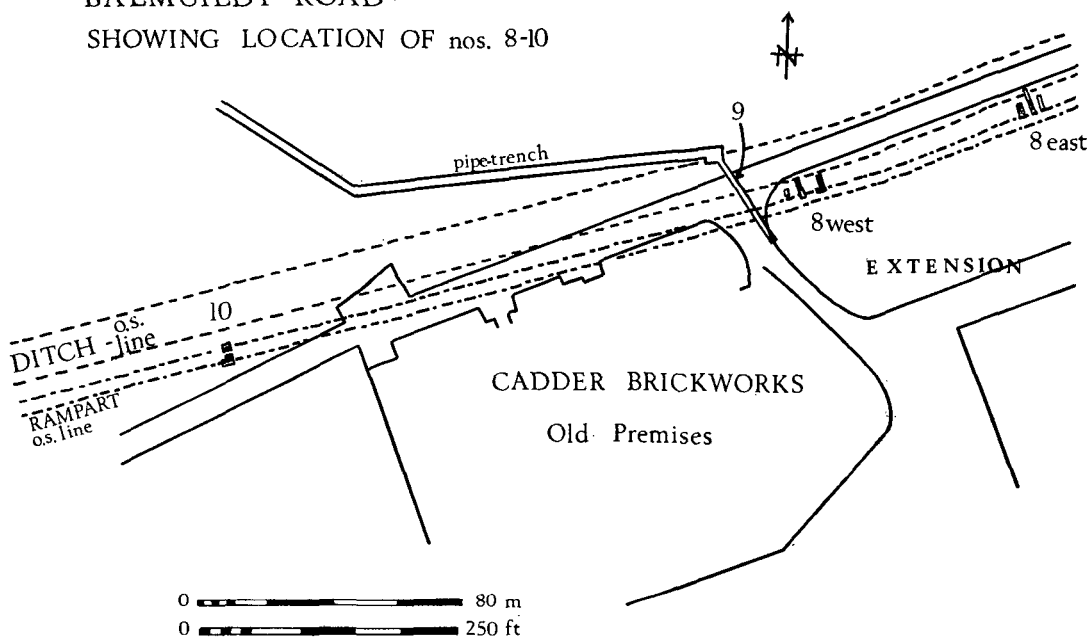 BALMUILDY ROAD
SHOWING LOCATION OF nos. 8-10
N
9
pipe-trench
8 east
8 west
EXTENSION
10
DITCH o.s. line
RAMPART
o.s. line
CADDER BRICKWORKS
Old Premises
0 80 m
0 250 ft